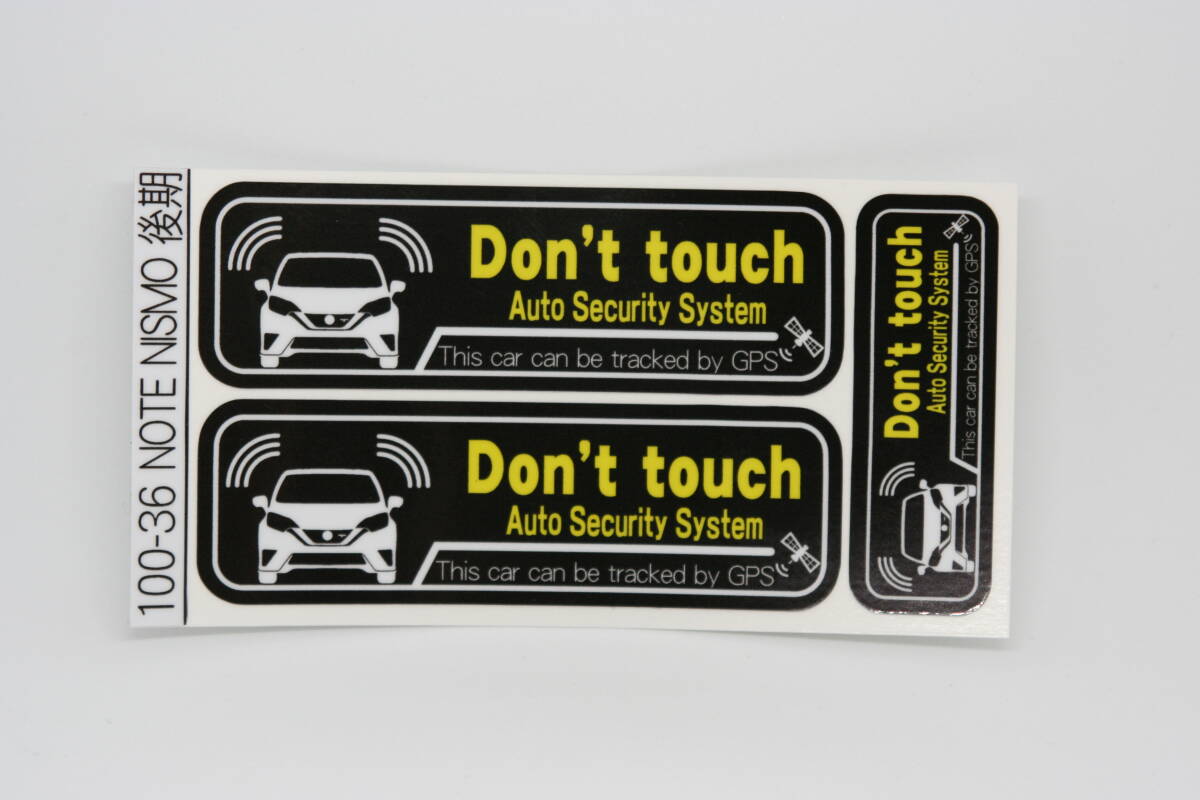 100-36 NOTE NISMO 後期
Don't touch
Auto Security System
This car can be tracked by GPS
Don't touch
Auto Security System
This car can be tracked by GPS
Don't touch
Auto Security System
This car can be tracked by GPS